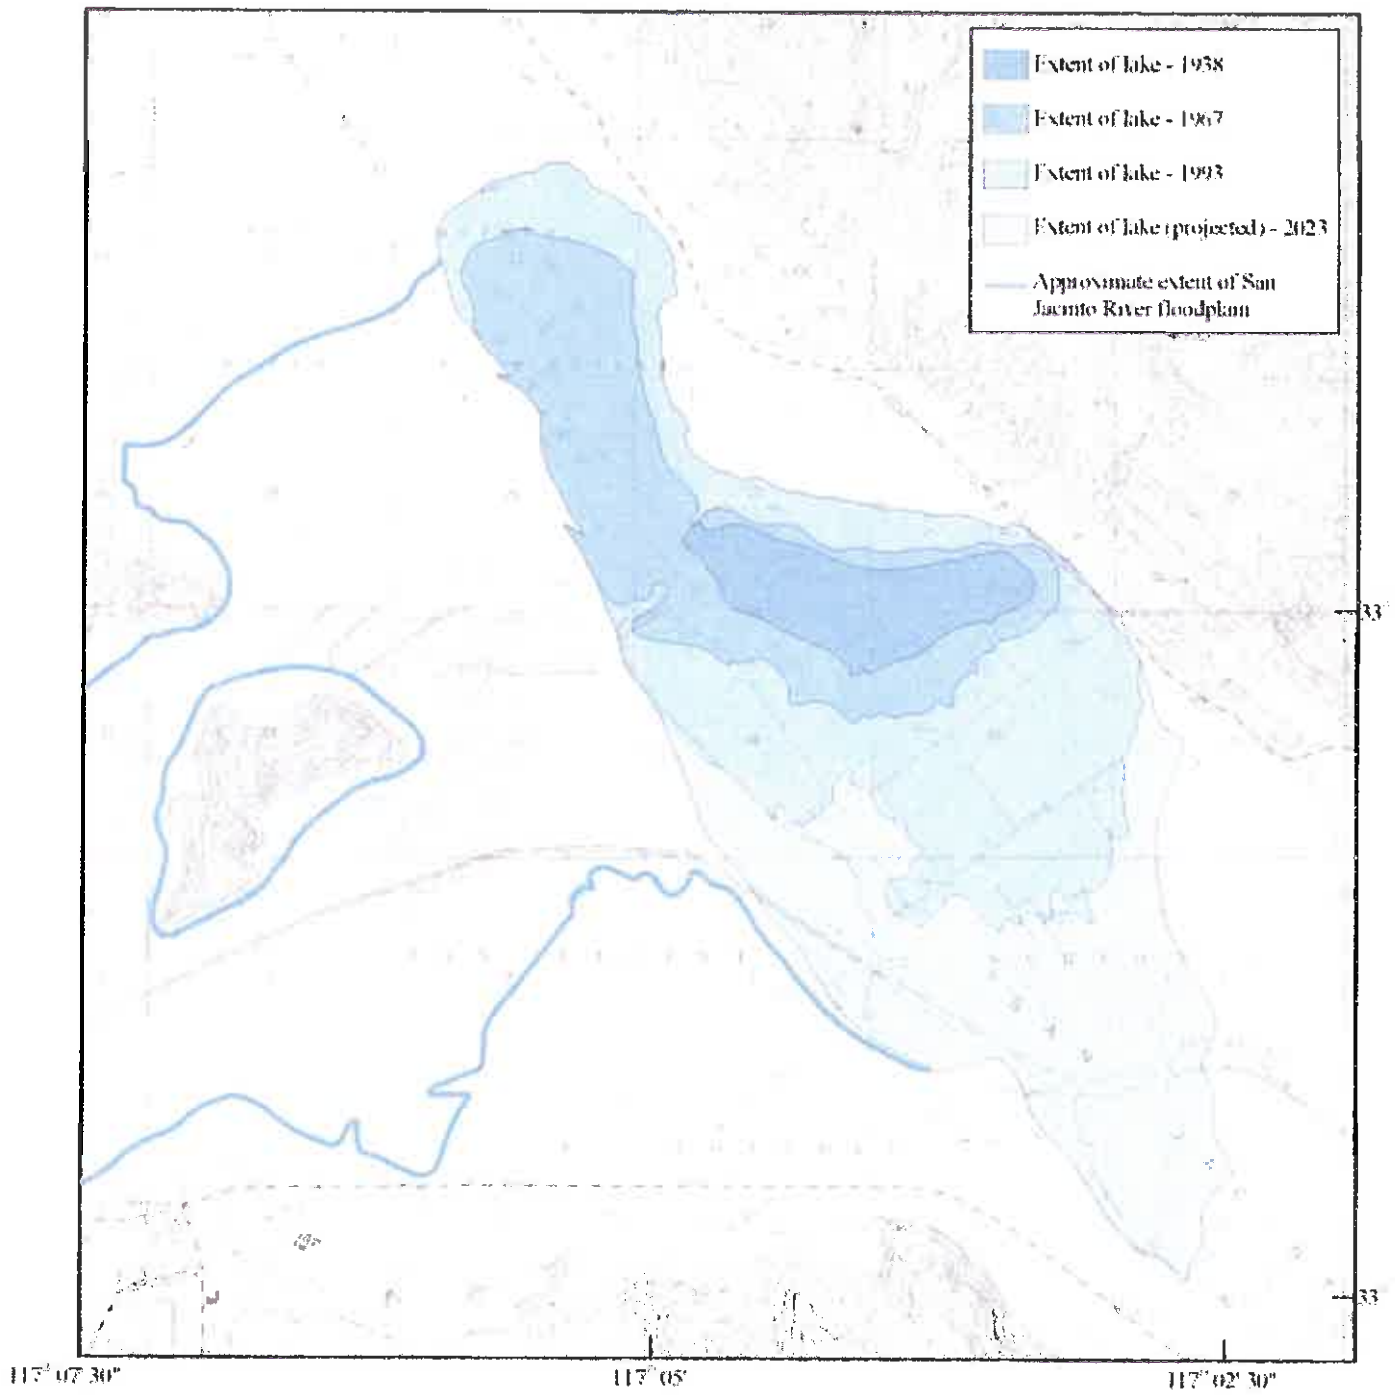 Extent of lake - 1938
Extent of lake - 1967
Extent of lake - 1993
Extent of lake (projected) - 2023
Approximate extent of San
Jacinto River floodplain
33
33
117° 07' 30"
117° 05'
117° 02' 30"